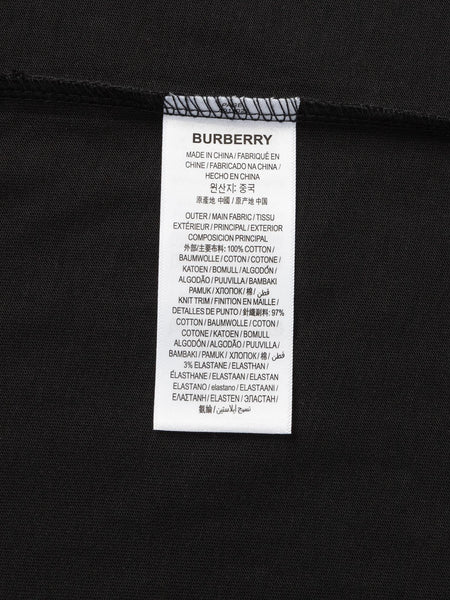 BURBERRY
MADE IN CHINA / FABRIQUÉ EN
CHINE / FABRICADO NA CHINA /
HECHO EN CHINA
원산지: 중국
原產地 中國 / 原产地 中国
OUTER / MAIN FABRIC / TISSU
EXTÉRIEUR / PRINCIPAL / EXTERIOR
COMPOSICIÓN PRINCIPAL
外部/主要布料: 100% COTTON /
BAUMWOLLE / COTON / COTONE /
KATOEN / BOMULL / ALGODÓN /
ALGODÃO / PUUVILLA / BAMBAKI
PAMUK / ХЛОПОК / 棉 / قطن /
KNIT TRIM / FINITION EN MAILLE /
DETALLES DE PUNTO / 針織副料: 97%
COTTON / BAUMWOLLE / COTON /
COTONE / KATOEN / BOMULL
ALGODÓN / ALGODÃO / PUUVILLA /
BAMBAKI / PAMUK / ХЛОПОК / 棉 / قطن
3% ELASTANE / ELASTHAN /
ÉLASTHANNE / ELASTAAN / ELASTAN
ELASTANO / elastano / ELASTAANI /
ΕΛΑΣΤΑΝΗ / ELASTEN / ЭЛАСТАН /
氨綸 / نسيج إيلاستين